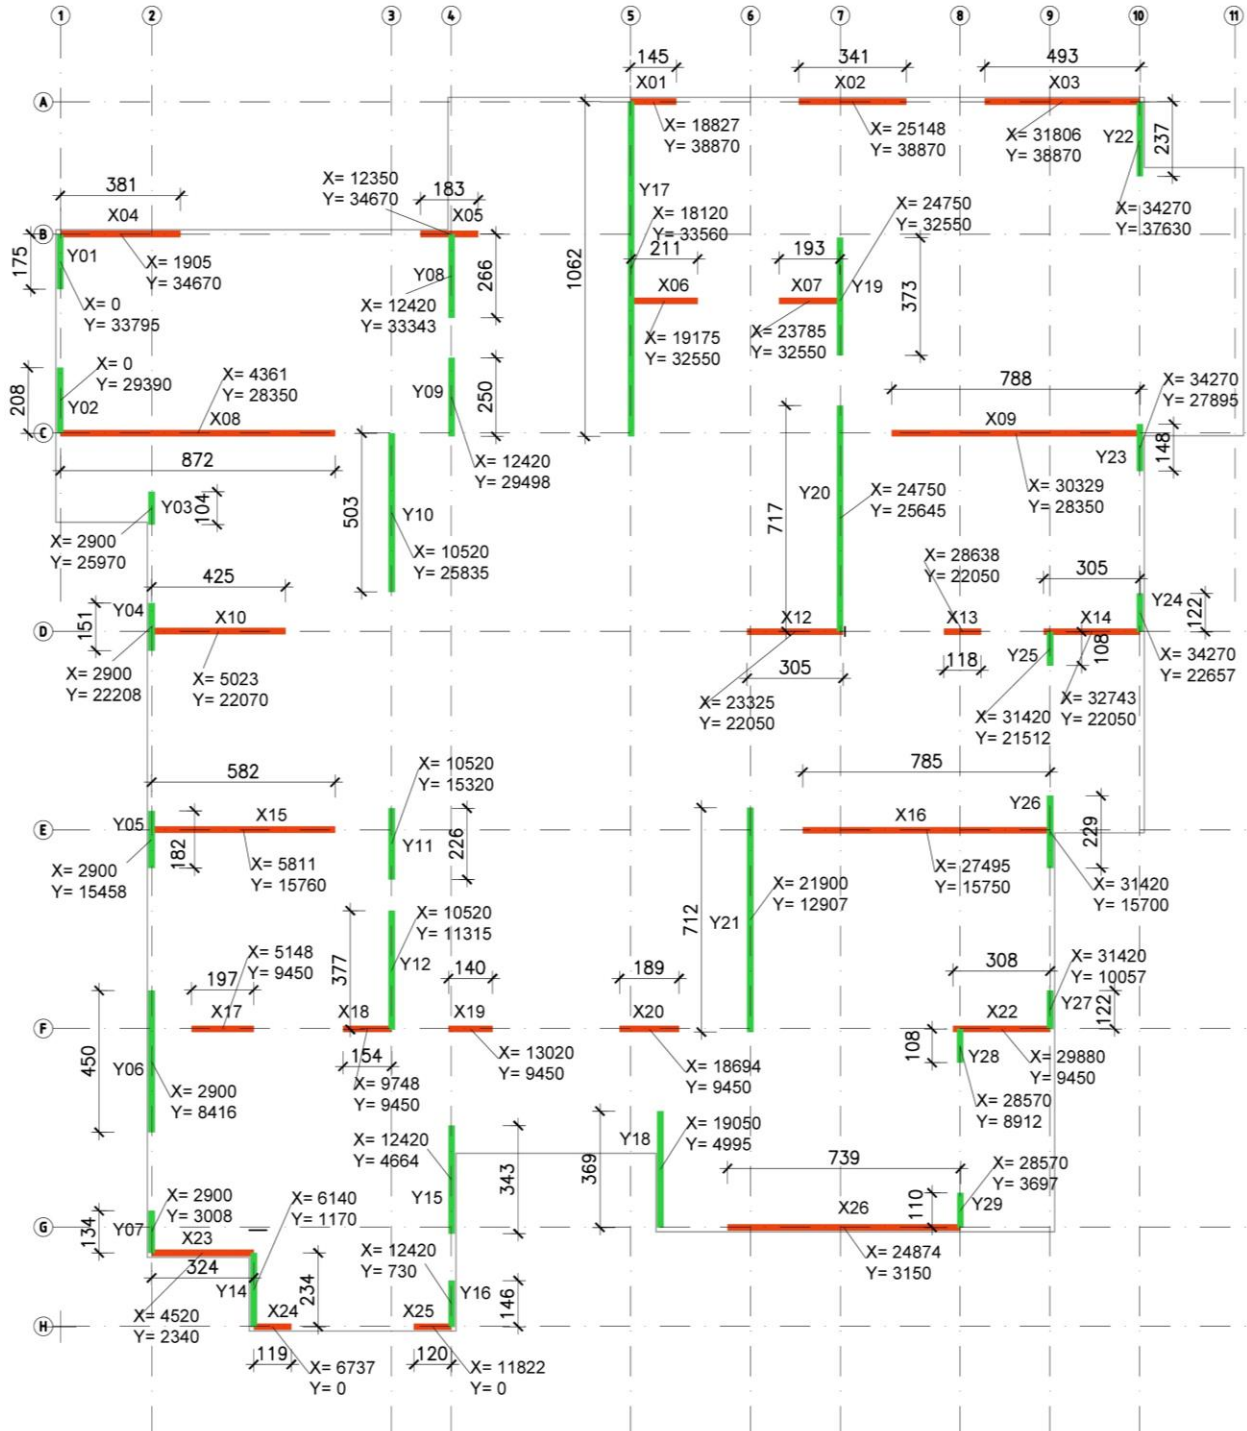 1 2 3 4 5 6 7 8 9 10 11
145 341 493
A
X01 X02 X03
X= 18827
Y= 38870
X= 25148
Y= 38870
X= 31806
Y= 38870
Y22
237
381
X= 12350
Y= 34670
183
Y17
X= 18120
Y= 33560
X= 24750
Y= 32550
X= 34270
Y= 37630
B
X04
X05
175
Y01
X= 1905
Y= 34670
Y08
266
1062
211
193
X06
X07
Y19
373
X= 0
Y= 33795
X= 12420
Y= 33343
X= 19175
Y= 32550
X= 23785
Y= 32550
208
X= 0
Y= 29390
Y02
X= 4361
Y= 28350
Y09
250
788
X= 34270
Y= 27895
C
X08
X09
872
X= 12420
Y= 29498
Y23
148
X= 30329
Y= 28350
Y03
104
503
Y10
Y20
717
X= 24750
Y= 25645
X= 2900
Y= 25970
X= 10520
Y= 25835
425
X= 28638
Y= 22050
305
Y04
151
D
X10
X12
X13
X14
Y24
122
X= 2900
Y= 22208
X= 5023
Y= 22070
305
118
Y25
108
X= 34270
Y= 22657
X= 23325
Y= 22050
X= 31420
Y= 21512
X= 32743
Y= 22050
582
X= 10520
Y= 15320
785
Y05
E
X15
182
Y11
226
X16
Y26
229
X= 2900
Y= 15458
X= 5811
Y= 15760
X= 27495
Y= 15750
X= 31420
Y= 15700
X= 10520
Y= 11315
712
Y21
X= 21900
Y= 12907
X= 5148
Y= 9450
197
377
Y12
140
189
308
X= 31420
Y= 10057
F
X17
X18
X19
X20
X22
Y27
122
450
Y06
154
108
Y28
X= 2900
Y= 8416
X= 9748
Y= 9450
X= 13020
Y= 9450
X= 18694
Y= 9450
X= 29880
Y= 9450
X= 28570
Y= 8912
X= 12420
Y= 4664
Y15
343
369
Y18
X= 19050
Y= 4995
739
X= 28570
Y= 3697
X= 2900
Y= 3008
X= 6140
Y= 1170
134
Y07
G
X23
X26
110
Y29
324
Y14
234
X= 12420
Y= 730
Y16
146
X= 24874
Y= 3150
X= 4520
Y= 2340
H
X24
X25
119
X= 6737
Y= 0
120
X= 11822
Y= 0